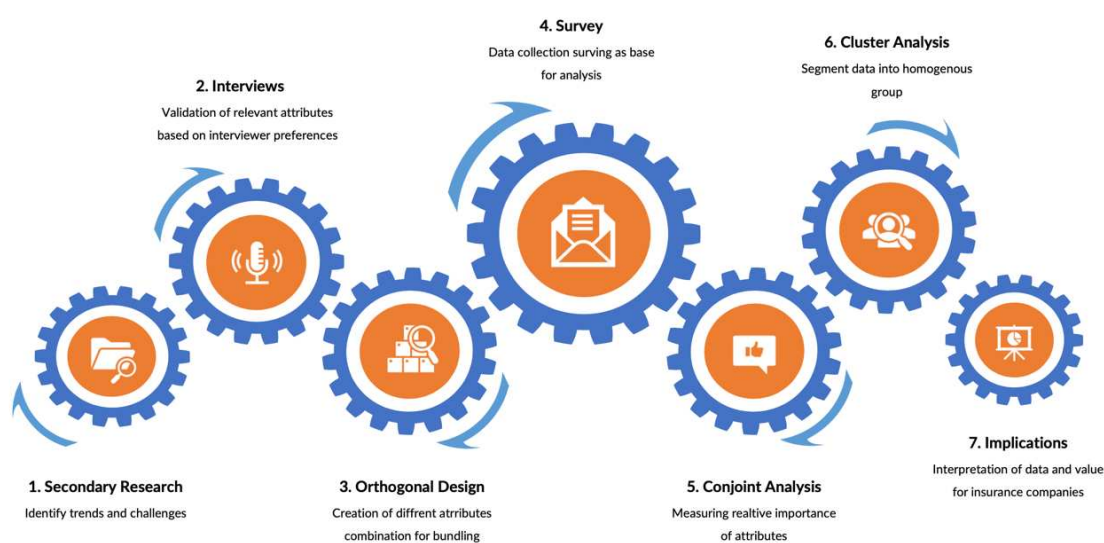 1. Secondary Research
Identify trends and challenges
2. Interviews
Validation of relevant attributes
based on interviewer preferences
3. Orthogonal Design
Creation of diffrent atrributes
combination for bundling
4. Survey
Data collection surving as base
for analysis
5. Conjoint Analysis
Measuring realtive importance
of attributes
6. Cluster Analysis
Segment data into homogenous
group
7. Implications
Interpretation of data and value
for insurance companies